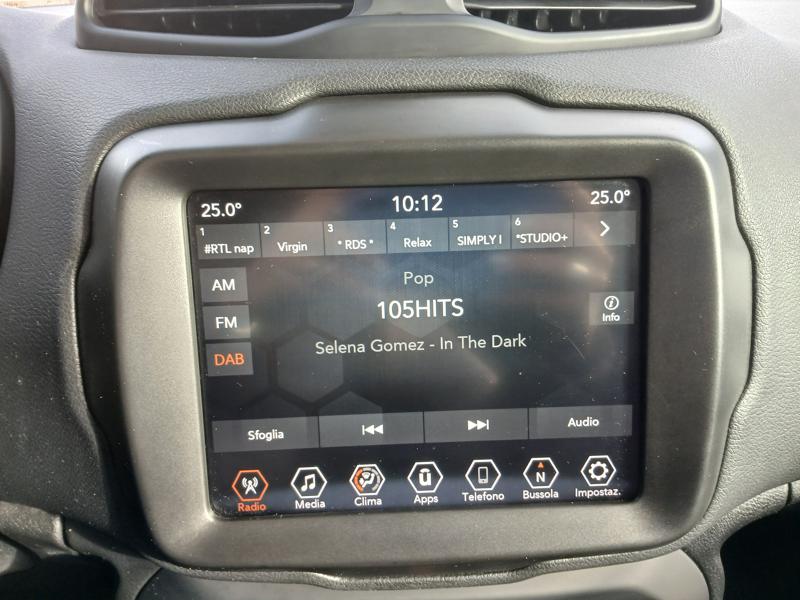 25.0° 10:12 25.0°
1 2 3 4 5 6
#RTL nap Virgin * RDS * Relax SIMPLY I *STUDIO+
AM
FM
DAB
Pop
105HITS
Selena Gomez - In The Dark
i
Info
Sfoglia Audio
ū N
Radio Media Clima Apps Telefono Bussola Impostaz.